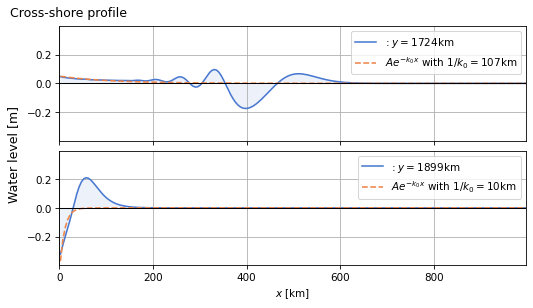 Cross-shore profile
Water level [m]
0.2
0.0
−0.2
: y = 1724km
Ae^{-k_0x} with 1/k_0 = 107km
0.2
0.0
−0.2
: y = 1899km
Ae^{-k_0x} with 1/k_0 = 10km
0 200 400 600 800
x [km]